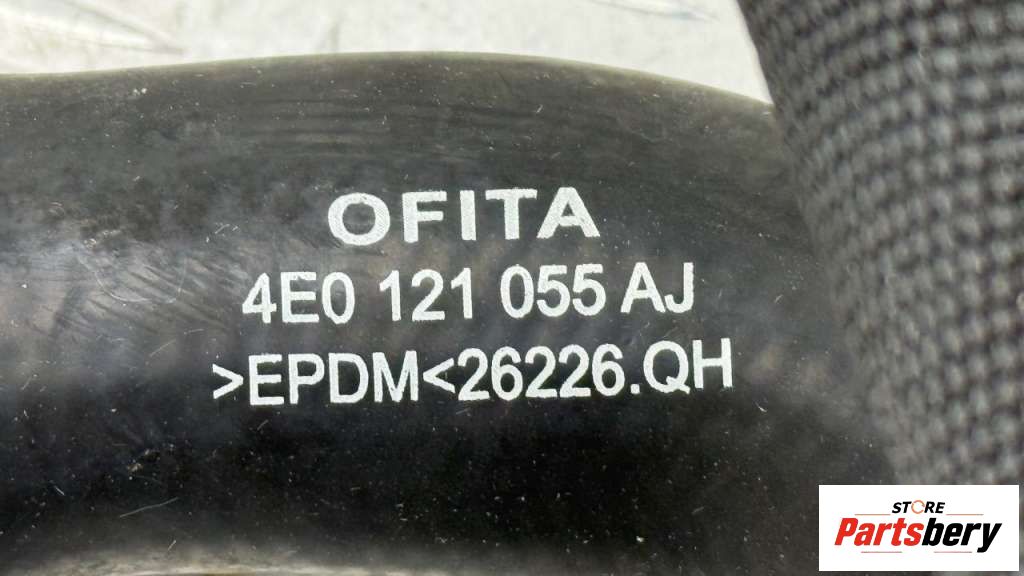 OFITA
4E0 121 055 AJ
>EPDM<26226.QH
STORE
Partsbery